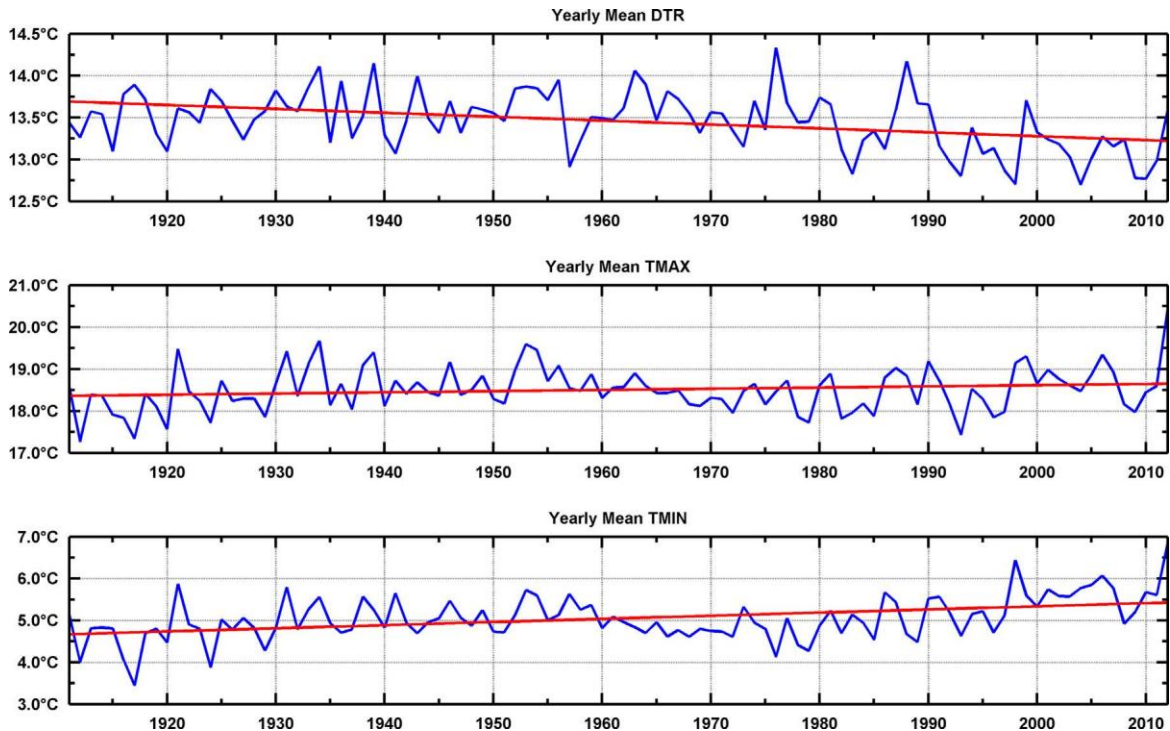 Yearly Mean DTR
14.5°C
14.0°C
13.5°C
13.0°C
12.5°C
1920 1930 1940 1950 1960 1970 1980 1990 2000 2010
Yearly Mean TMAX
21.0°C
20.0°C
19.0°C
18.0°C
17.0°C
1920 1930 1940 1950 1960 1970 1980 1990 2000 2010
Yearly Mean TMIN
7.0°C
6.0°C
5.0°C
4.0°C
3.0°C
1920 1930 1940 1950 1960 1970 1980 1990 2000 2010